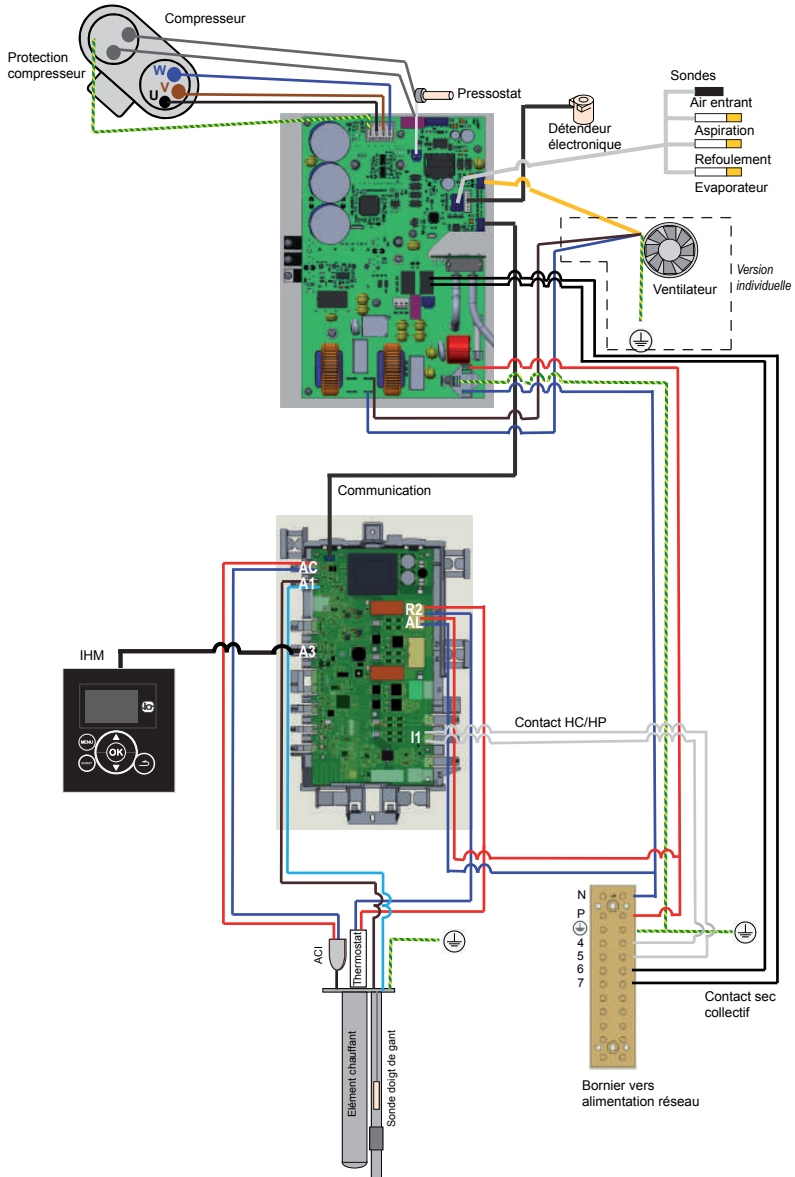 Compresseur
Protection
compresseur
W
V
U
Pressostat
Détendeur
électronique
Sondes
Air entrant
Aspiration
Refoulement
Evaporateur
Ventilateur
Version
individuelle
Communication
AC
A1
R2
AL
A3
I1
IHM
MENU
OK
Contact HC/HP
N
P
4
5
6
7
Contact sec
collectif
Bornier vers
alimentation réseau
ACI
Thermostat
Elément chauffant
Sonde doigt de gant